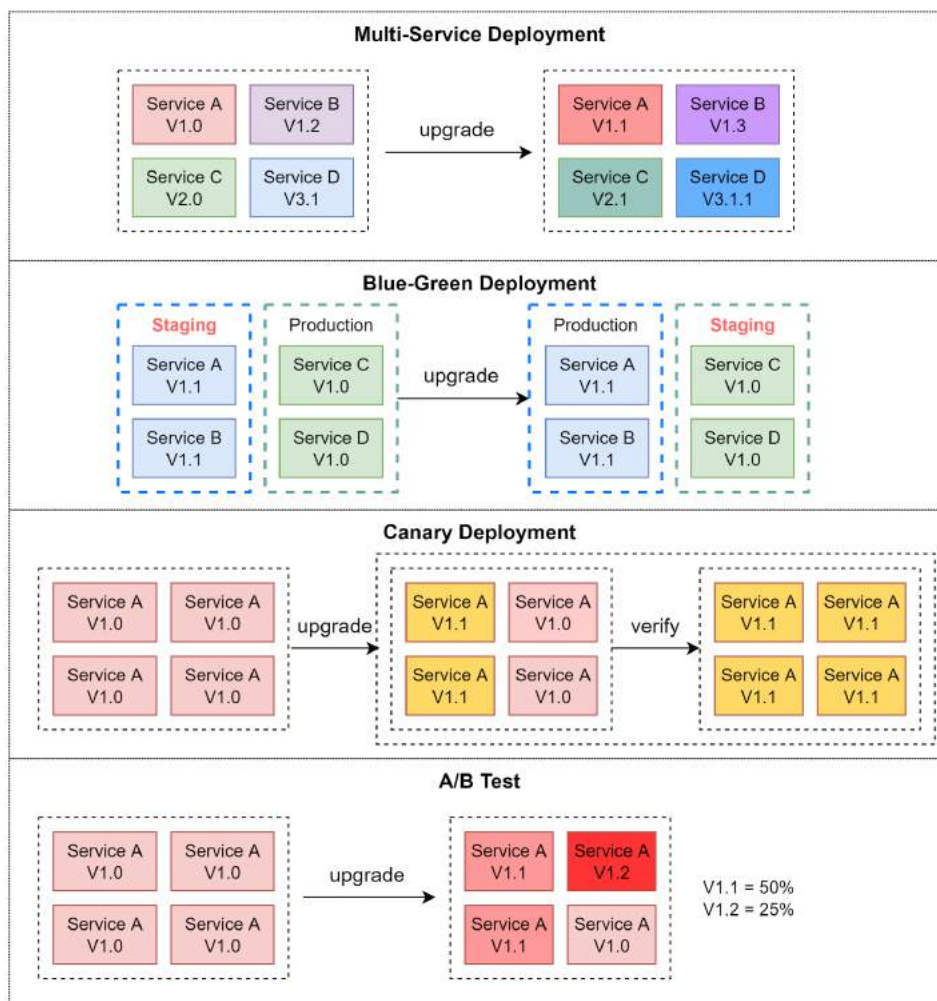 Multi-Service Deployment
Service A
V1.0
Service B
V1.2
Service C
V2.0
Service D
V3.1
upgrade
Service A
V1.1
Service B
V1.3
Service C
V2.1
Service D
V3.1.1
Blue-Green Deployment
Staging
Service A
V1.1
Service B
V1.1
Production
Service C
V1.0
Service D
V1.0
upgrade
Production
Service A
V1.1
Service B
V1.1
Staging
Service C
V1.0
Service D
V1.0
Canary Deployment
Service A
V1.0
Service A
V1.0
Service A
V1.0
Service A
V1.0
upgrade
Service A
V1.1
Service A
V1.0
Service A
V1.1
Service A
V1.0
verify
Service A
V1.1
Service A
V1.1
Service A
V1.1
Service A
V1.1
A/B Test
Service A
V1.0
Service A
V1.0
Service A
V1.0
Service A
V1.0
upgrade
Service A
V1.1
Service A
V1.2
Service A
V1.1
Service A
V1.0
V1.1 = 50%
V1.2 = 25%